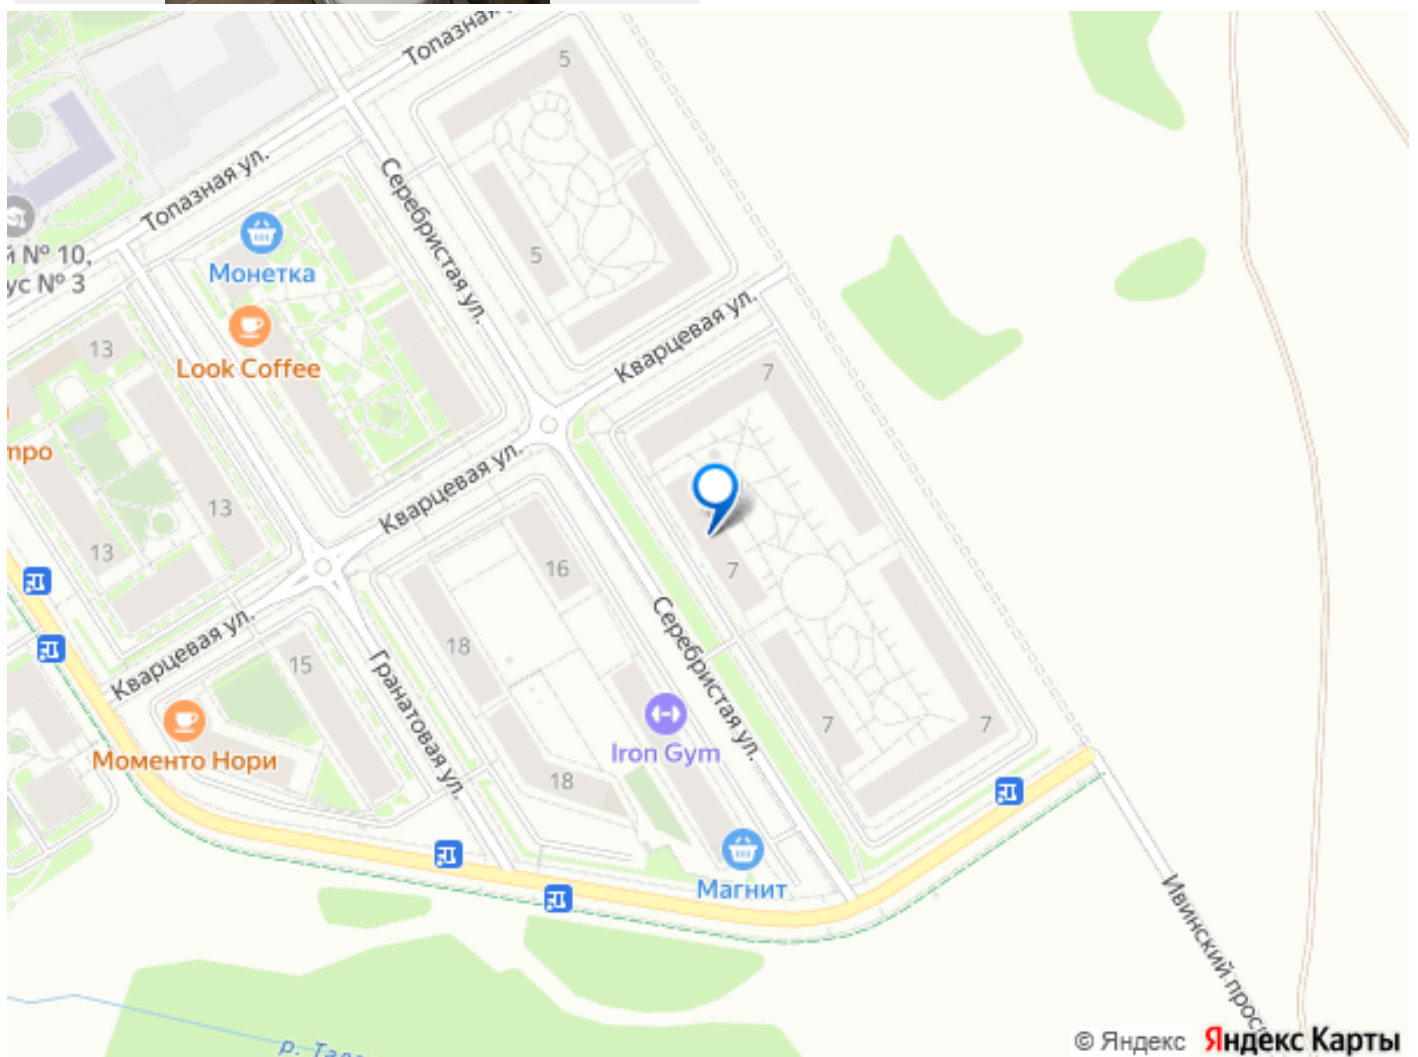 Топазная
5
Топазная ул.
Серебристая ул.
№ 10,
№ 3
Монетка
5
Look Coffee
Кварцевая ул.
13
7
Кварцевая ул.
13
13
16
7
Серебристая ул.
Кварцевая ул.
18
15
Гранатовая ул.
Iron Gym
7
7
Моменто Нори
18
Магнит
Ивинский
р.
© Яндекс Яндекс Карты